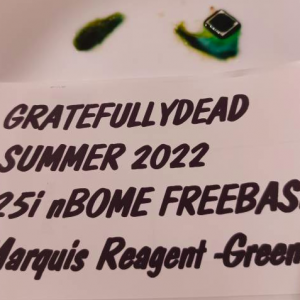 GRATEFULLYDEAD
SUMMER 2022
25i nBOME FREEBAS
Marquis Reagent -Green